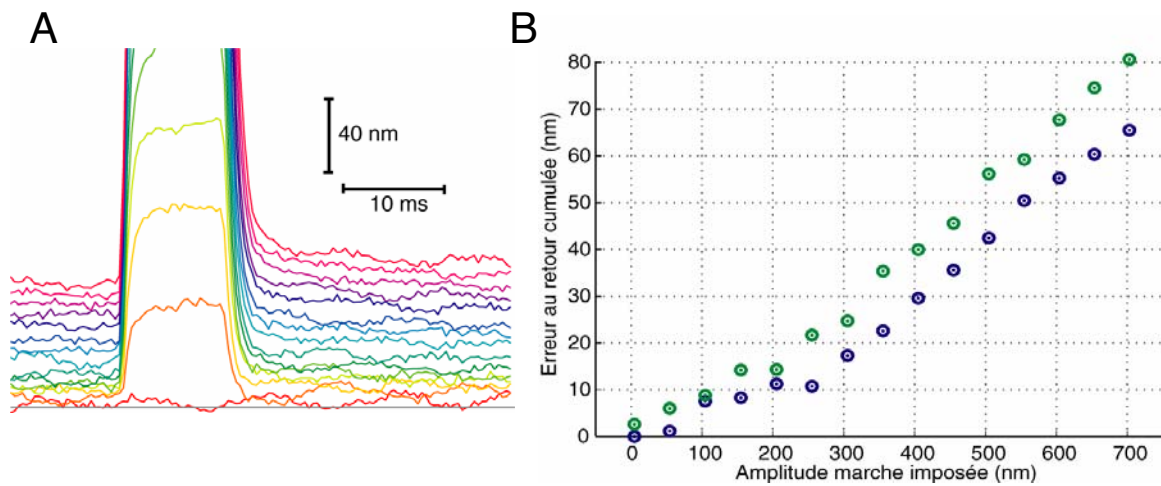 A
40 nm
10 ms
B
Erreur au retour cumulée (nm)
80
70
60
50
40
30
20
10
0
0 100 200 300 400 500 600 700
Amplitude marche imposée (nm)